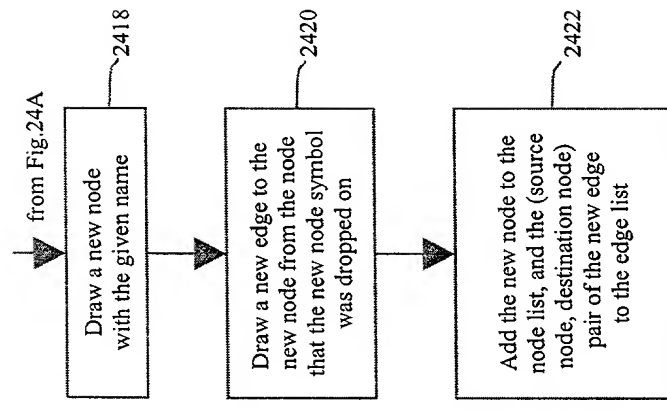 from Fig.24A
Draw a new node
with the given name
2418
Draw a new edge to the
new node from the node
that the new node symbol
was dropped on
2420
Add the new node to the
node list, and the (source
node, destination node)
pair of the new edge
to the edge list
2422